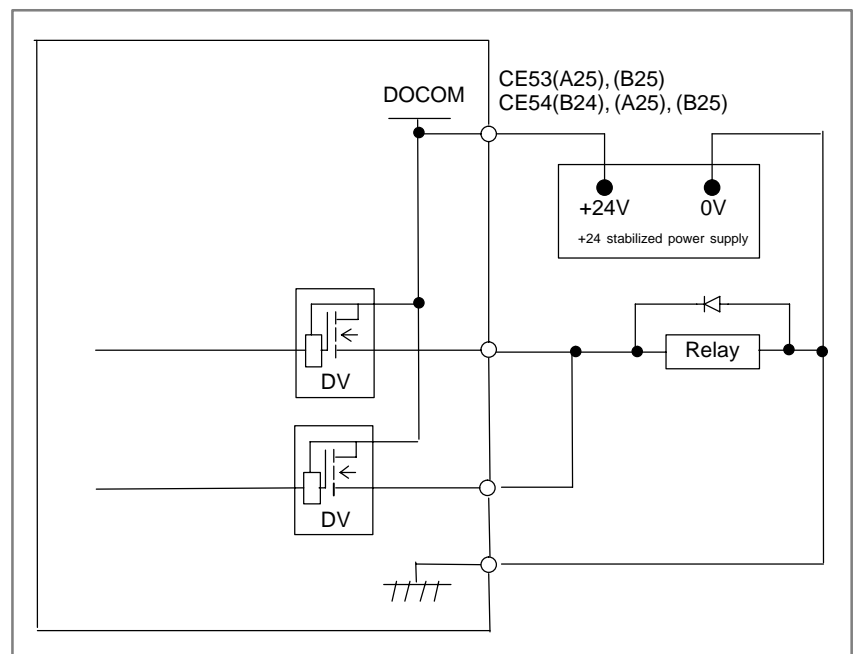 CE53(A25), (B25)
CE54(B24), (A25), (B25)
DOCOM
+24V 0V
+24 stabilized power supply
Relay
DV
DV